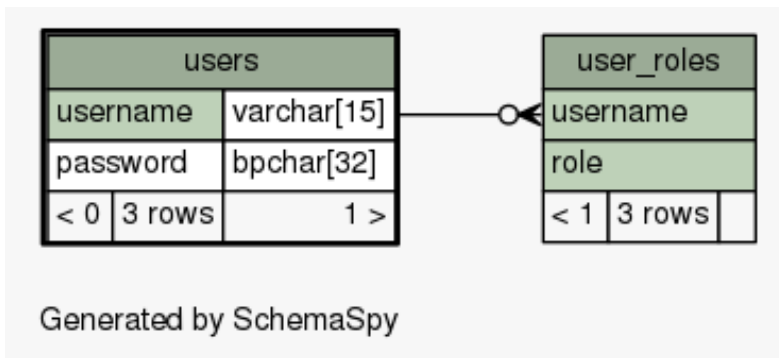 users
username varchar[15]
password bpchar[32]
< 0 3 rows 1 >
user_roles
username
role
< 1 3 rows
Generated by SchemaSpy